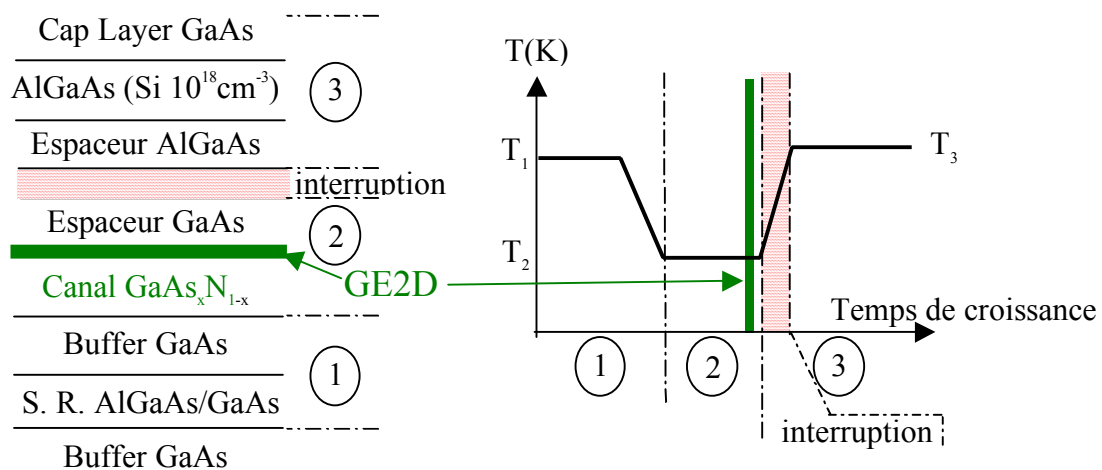 Cap Layer GaAs
AlGaAs (Si 10¹⁸cm⁻³)
3
Espaceur AlGaAs
interruption
Espaceur GaAs
2
Canal GaAsₓN₁₋ₓ
GE2D
Buffer GaAs
1
S. R. AlGaAs/GaAs
Buffer GaAs
T(K)
T₁
T₃
T₂
Temps de croissance
1
2
3
interruption